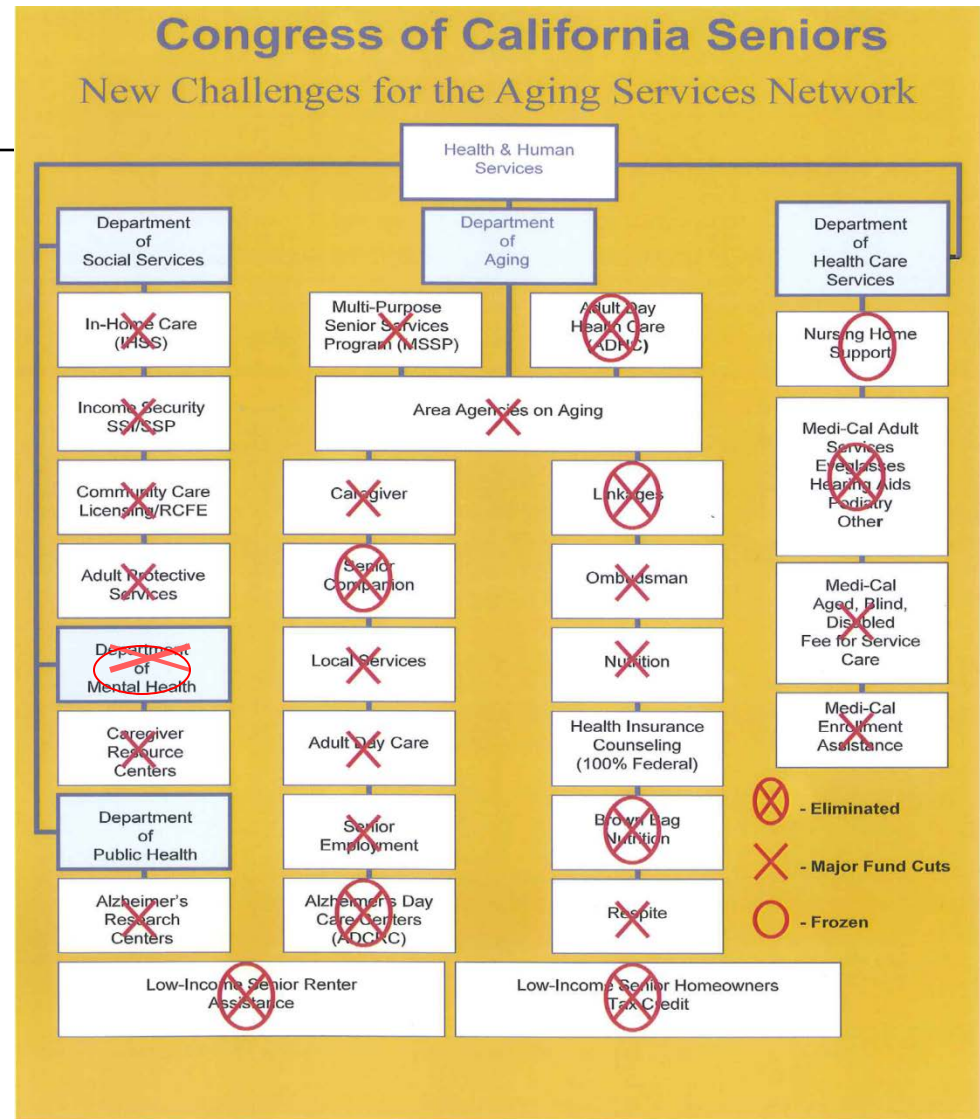 Congress of California Seniors
New Challenges for the Aging Services Network
Health & Human
Services
Department
of
Social Services
In-Home Care
(IHSS)
Income Security
SSI/SSP
Community Care
Licensing/RCFE
Adult Protective
Services
Department
of
Mental Health
Caregiver
Resource
Centers
Department
of
Public Health
Alzheimer's
Research
Centers
Department
of
Aging
Multi-Purpose
Senior Services
Program (MSSP)
Adult Day
Health Care
(ADHC)
Area Agencies on Aging
Caregiver
Senior
Companion
Local Services
Adult Day Care
Senior
Employment
Alzheimer's Day
Care Centers
(ADCRC)
Linkages
Ombudsman
Nutrition
Health Insurance
Counseling
(100% Federal)
Brown Bag
Nutrition
Respite
Department
of
Health Care
Services
Nursing Home
Support
Medi-Cal Adult
Services
Eyeglasses
Hearing Aids
Podiatry
Other
Medi-Cal
Aged, Blind,
Disabled
Fee for Service
Care
Medi-Cal
Enrollment
Assistance
- Eliminated
- Major Fund Cuts
- Frozen
Low-Income Senior Renter
Assistance
Low-Income Senior Homeowners
Tax Credit